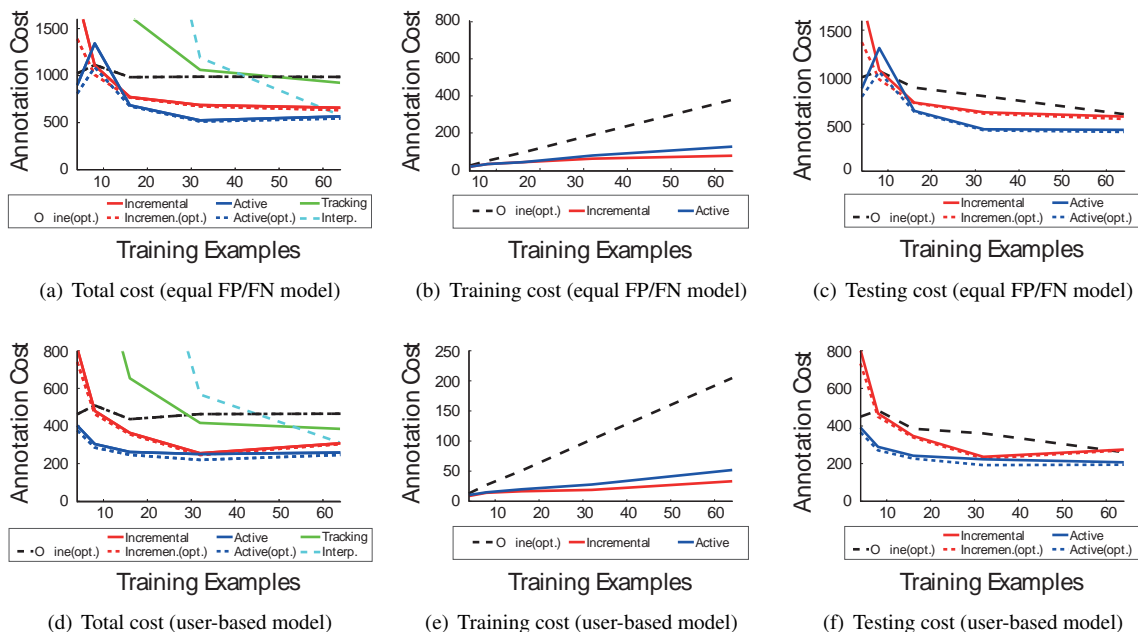 Annotation Cost
1500
1000
500
0
10 20 30 40 50 60
Incremental Active Tracking
O ine(opt.) Incremen.(opt.) Active(opt.) Interp.
Training Examples
(a) Total cost (equal FP/FN model)
Annotation Cost
800
600
400
200
0
10 20 30 40 50 60
O ine(opt.) Incremental Active
Training Examples
(b) Training cost (equal FP/FN model)
Annotation Cost
1500
1000
500
0
10 20 30 40 50 60
Incremental Active
O ine(opt.) Incremen.(opt.) Active(opt.)
Training Examples
(c) Testing cost (equal FP/FN model)
Annotation Cost
800
600
400
200
0
10 20 30 40 50 60
Incremental Active Tracking
O ine(opt.) Incremen.(opt.) Active(opt.) Interp.
Training Examples
(d) Total cost (user-based model)
Annotation Cost
250
200
150
100
50
0
10 20 30 40 50 60
O ine(opt.) Incremental Active
Training Examples
(e) Training cost (user-based model)
Annotation Cost
800
600
400
200
0
10 20 30 40 50 60
Incremental Active
O ine(opt.) Incremen.(opt.) Active(opt.)
Training Examples
(f) Testing cost (user-based model)